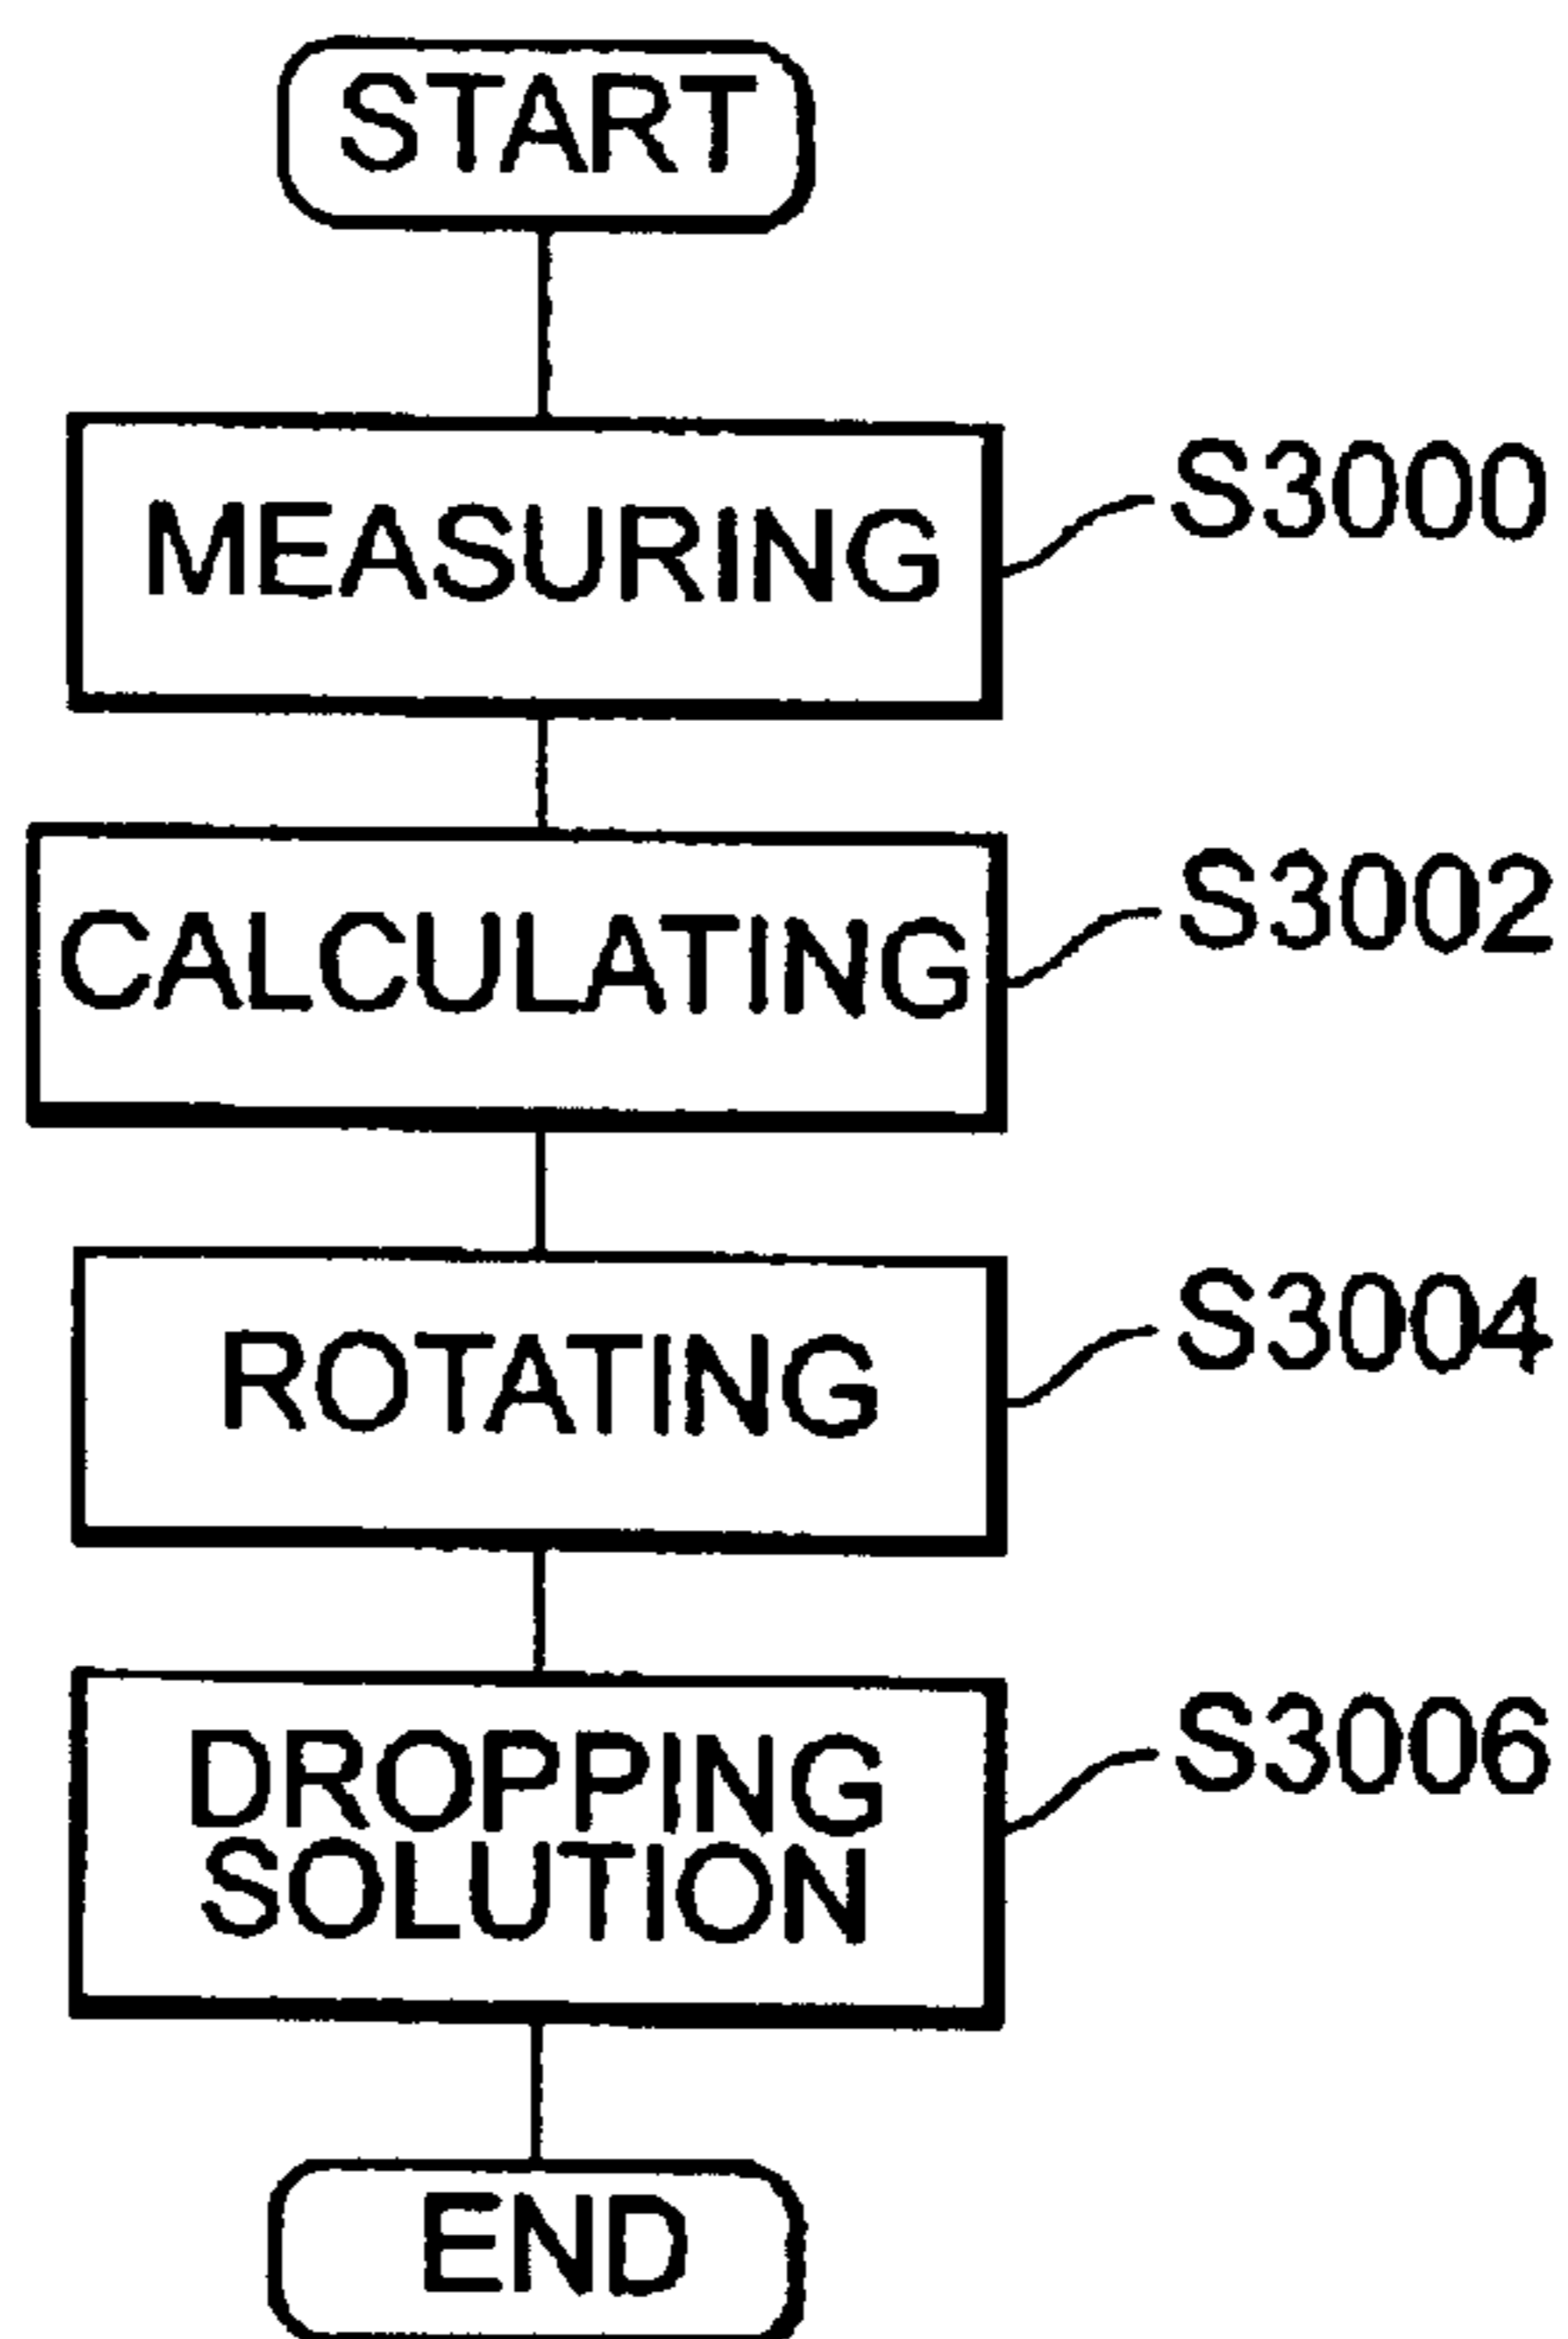 START
MEASURING
S3000
CALCULATING
S3002
ROTATING
S3004
DROPPING
SOLUTION
S3006
END